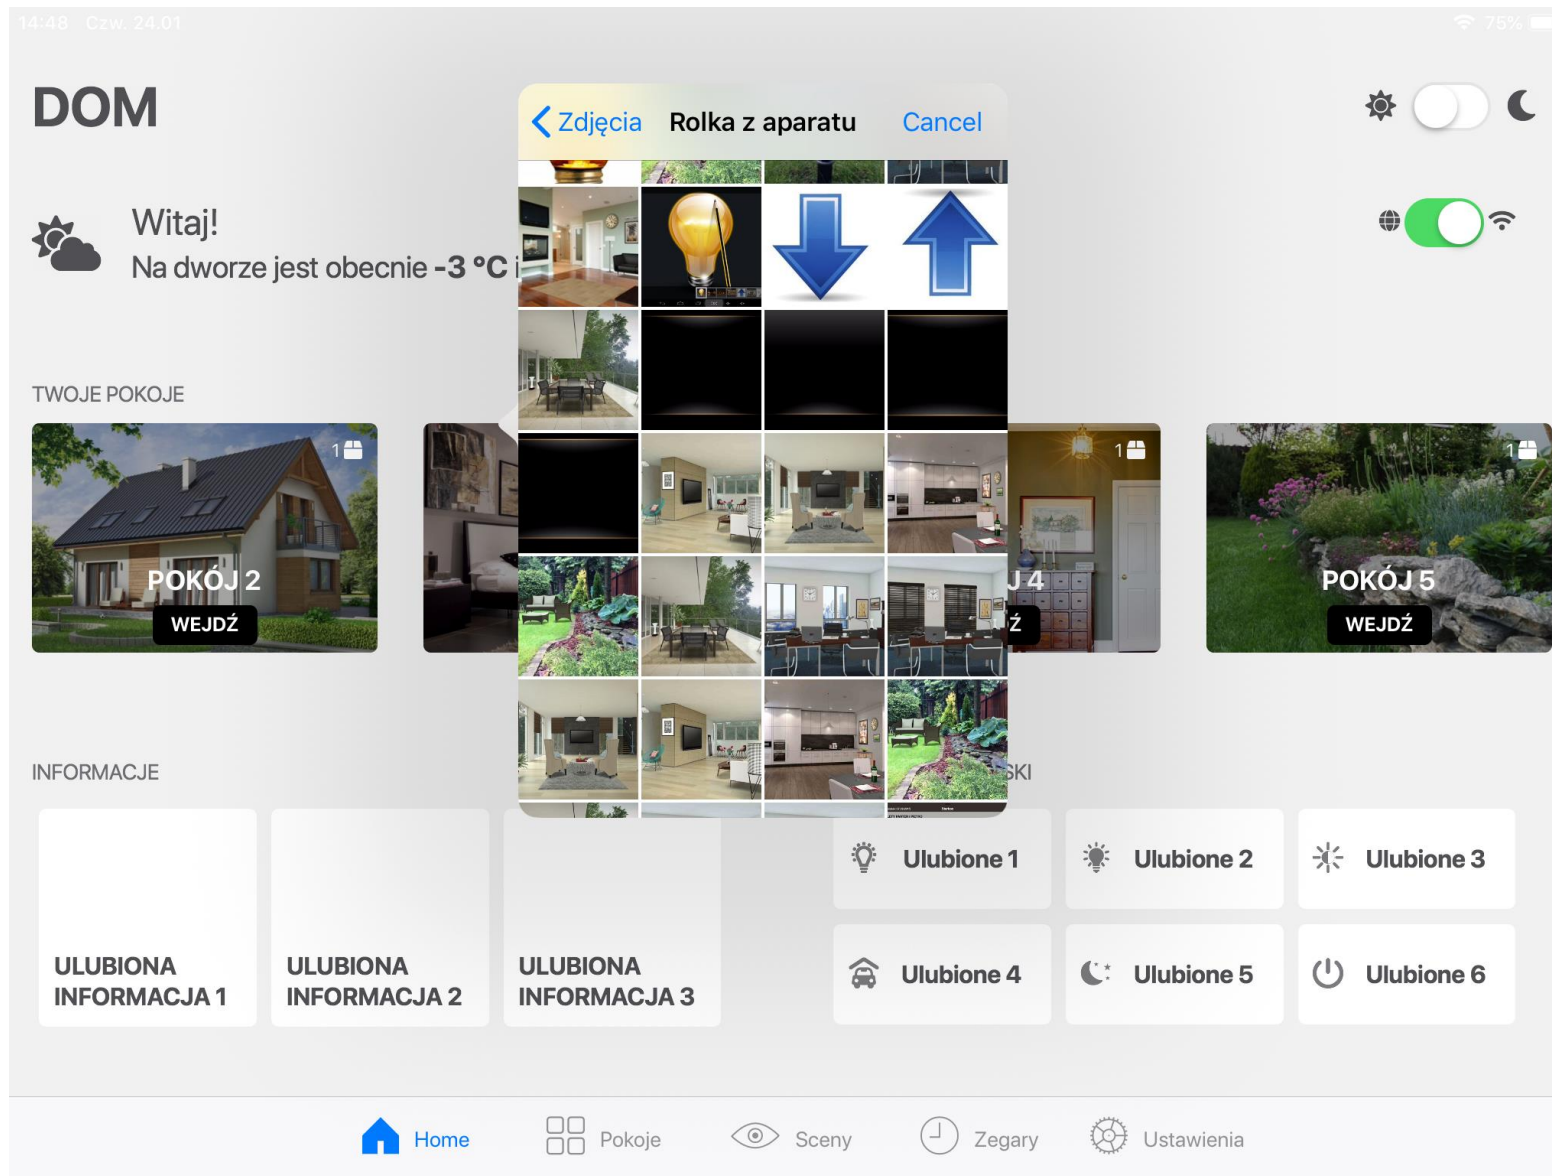 14:48 Czw. 24.01
75%
DOM
Zdjęcia Rolka z aparatu Cancel
Witaj!
Na dworze jest obecnie -3 °C i
TWOJE POKOJE
1
1
1
POKÓJ 2
WEJDŹ
J 4
Ź
POKÓJ 5
WEJDŹ
INFORMACJE
SKI
ULUBIONA
INFORMACJA 1
ULUBIONA
INFORMACJA 2
ULUBIONA
INFORMACJA 3
Ulubione 1
Ulubione 2
Ulubione 3
Ulubione 4
Ulubione 5
Ulubione 6
Home
Pokoje
Sceny
Zegary
Ustawienia